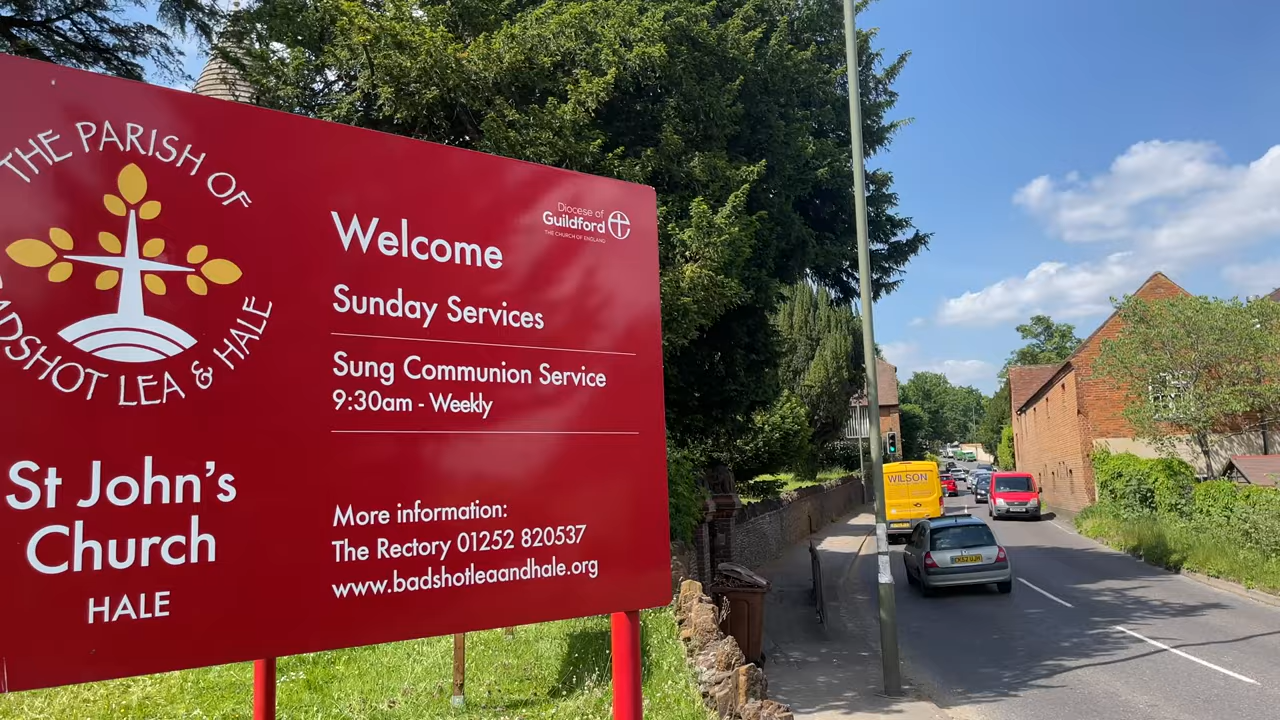 THE PARISH OF
BADSHOT LEA & HALE
St John's
Church
HALE
Diocese of
Guildford
THE CHURCH OF ENGLAND
Welcome
Sunday Services
Sung Communion Service
9:30am - Weekly
More information:
The Rectory 01252 820537
www.badshotleaandhale.org
WILSON